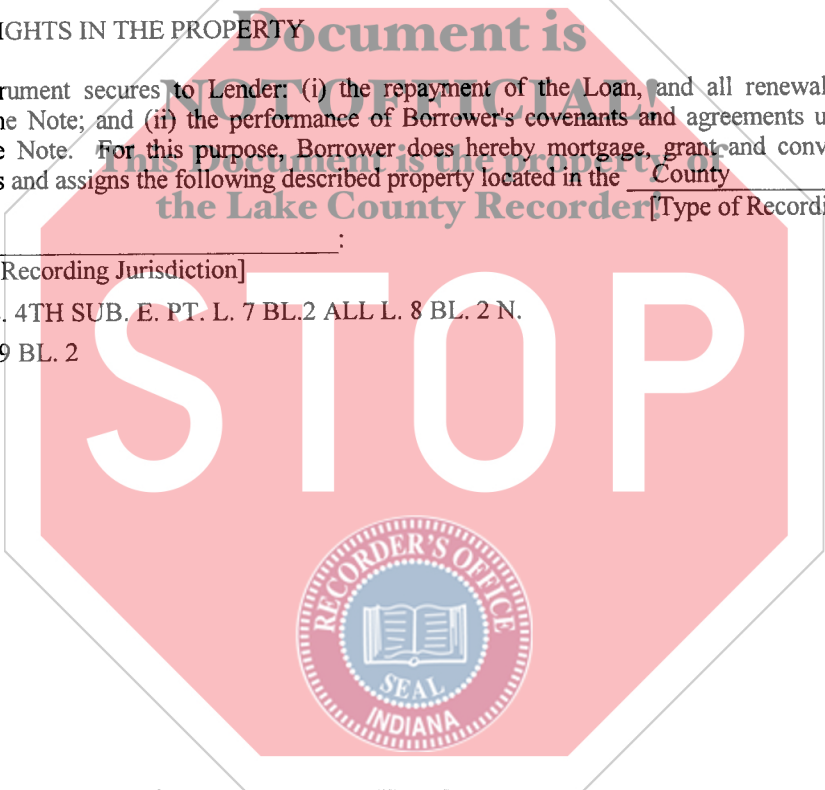 IGHTS IN THE PROPERTY
Document is
rument secures to Lender: (i) the repayment of the Loan, and all renewal
NOT OFFICIAL!
he Note; and (ii) the performance of Borrower's covenants and agreements u
e Note. For this purpose, Borrower does hereby mortgage, grant and conv
This Document is the property of
s and assigns the following described property located in the County
the Lake County Recorder!
[Type of Recordi
:
Recording Jurisdiction]
. 4TH SUB. E. PT. L. 7 BL.2 ALL L. 8 BL. 2 N.
9 BL. 2
STOP
RECORDER'S OFFICE
SEAL
INDIANA